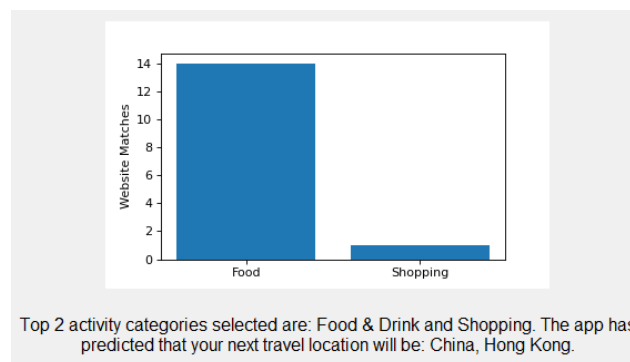 14
12
10
8
6
4
2
0
Website Matches
Food
Shopping
Top 2 activity categories selected are: Food & Drink and Shopping. The app has
predicted that your next travel location will be: China, Hong Kong.